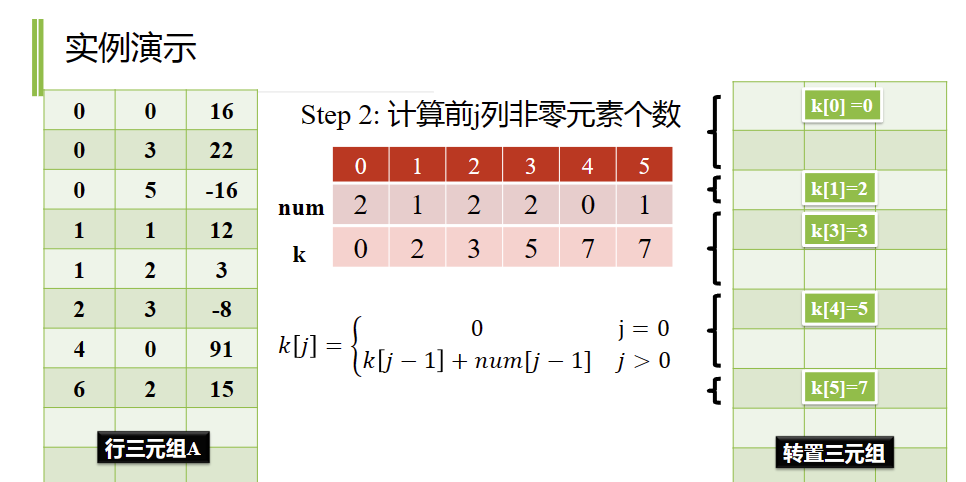 实例演示
0 0 16
0 3 22
0 5 -16
1 1 12
1 2 3
2 3 -8
4 0 91
6 2 15
行三元组A
Step 2: 计算前j列非零元素个数
0 1 2 3 4 5
num 2 1 2 2 0 1
k 0 2 3 5 7 7
k[j] = { 0 j = 0
k[j − 1] + num[j − 1] j > 0
k[0] =0
k[1]=2
k[3]=3
k[4]=5
k[5]=7
转置三元组